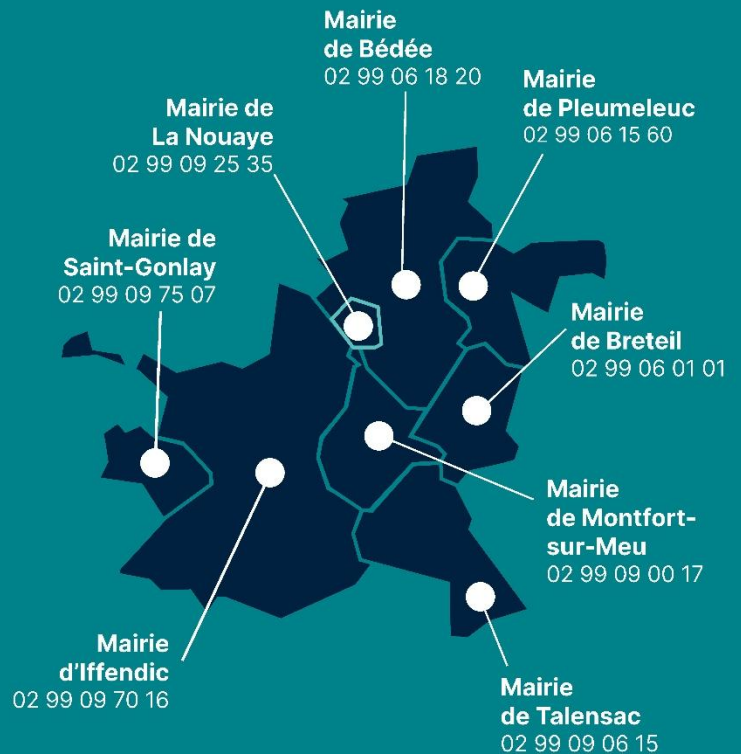 Mairie
de Bédée
02 99 06 18 20
Mairie
de Pleumeleuc
02 99 06 15 60
Mairie de
La Nouaye
02 99 09 25 35
Mairie de
Saint-Gonlay
02 99 09 75 07
Mairie
de Breteil
02 99 06 01 01
Mairie
de Montfort-
sur-Meu
02 99 09 00 17
Mairie
d'Iffendic
02 99 09 70 16
Mairie
de Talensac
02 99 09 06 15